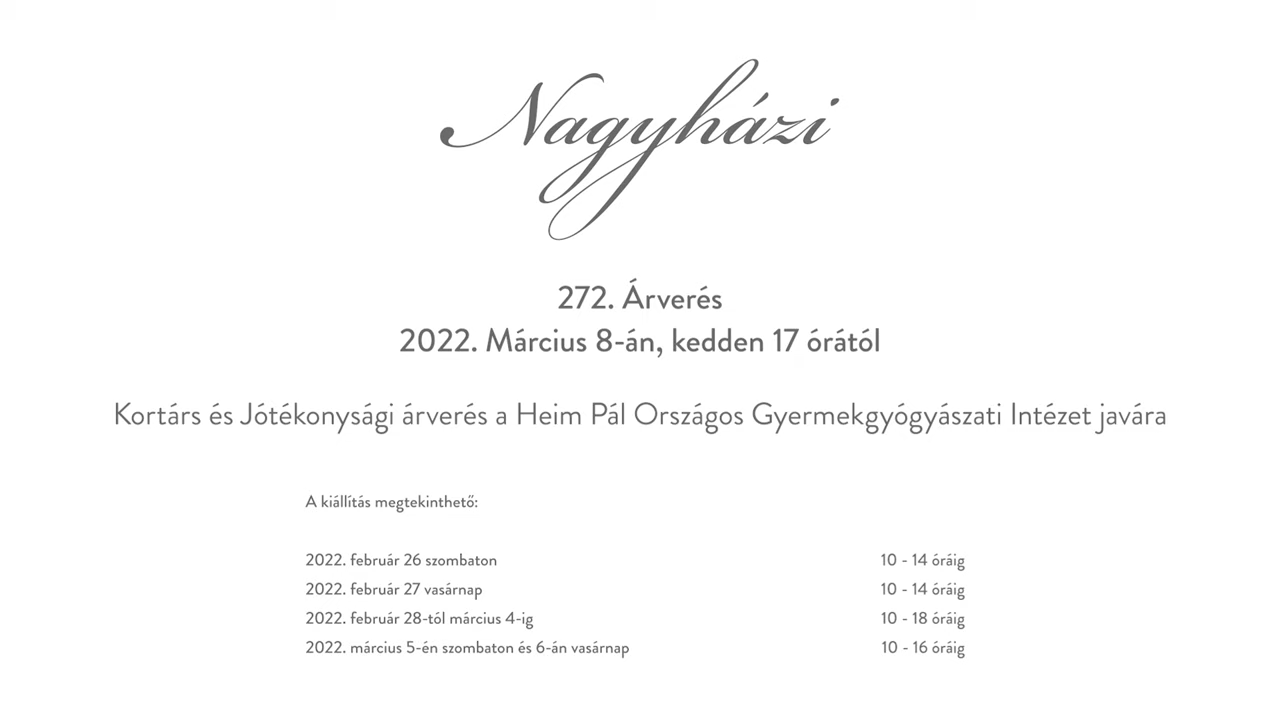 Nagyházi
272. Árverés
2022. Március 8-án, kedden 17 órától
Kortárs és Jótékonysági árverés a Heim Pál Országos Gyermekgyógyászati Intézet javára
A kiállítás megtekinthető:
2022. február 26 szombaton 10 - 14 óráig
2022. február 27 vasárnap 10 - 14 óráig
2022. február 28-tól március 4-ig 10 - 18 óráig
2022. március 5-én szombaton és 6-án vasárnap 10 - 16 óráig